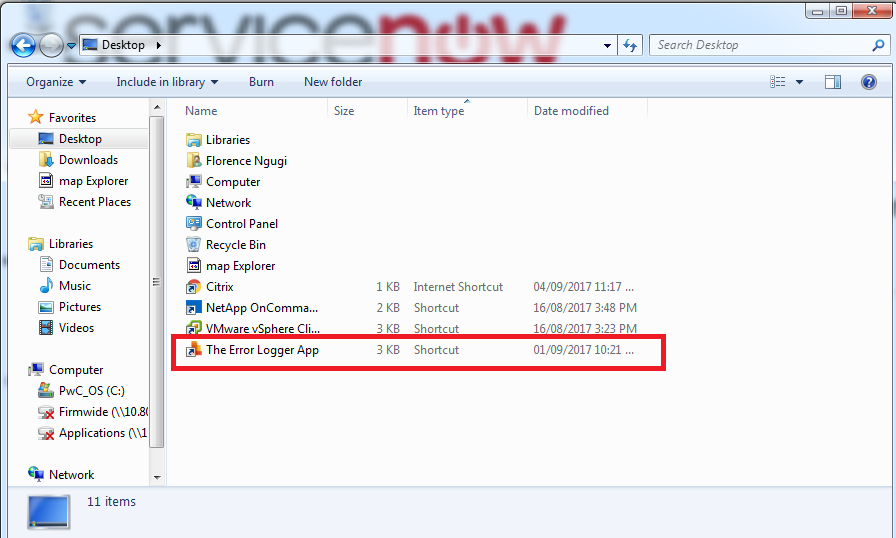 servicenow
Desktop
Search Desktop
Organize Include in library Burn New folder
Name Size Item type Date modified
Favorites
Desktop
Downloads
map Explorer
Recent Places
Libraries
Documents
Music
Pictures
Videos
Computer
PwC_OS (C:)
Firmwide (\\10.80
Applications (\\1
Network
Libraries
Florence Ngugi
Computer
Network
Control Panel
Recycle Bin
map Explorer
Citrix 1 KB Internet Shortcut 04/09/2017 11:17 ...
NetApp OnComma... 2 KB Shortcut 16/08/2017 3:48 PM
VMware vSphere Cli... 3 KB Shortcut 16/08/2017 3:23 PM
The Error Logger App 3 KB Shortcut 01/09/2017 10:21 ...
11 items